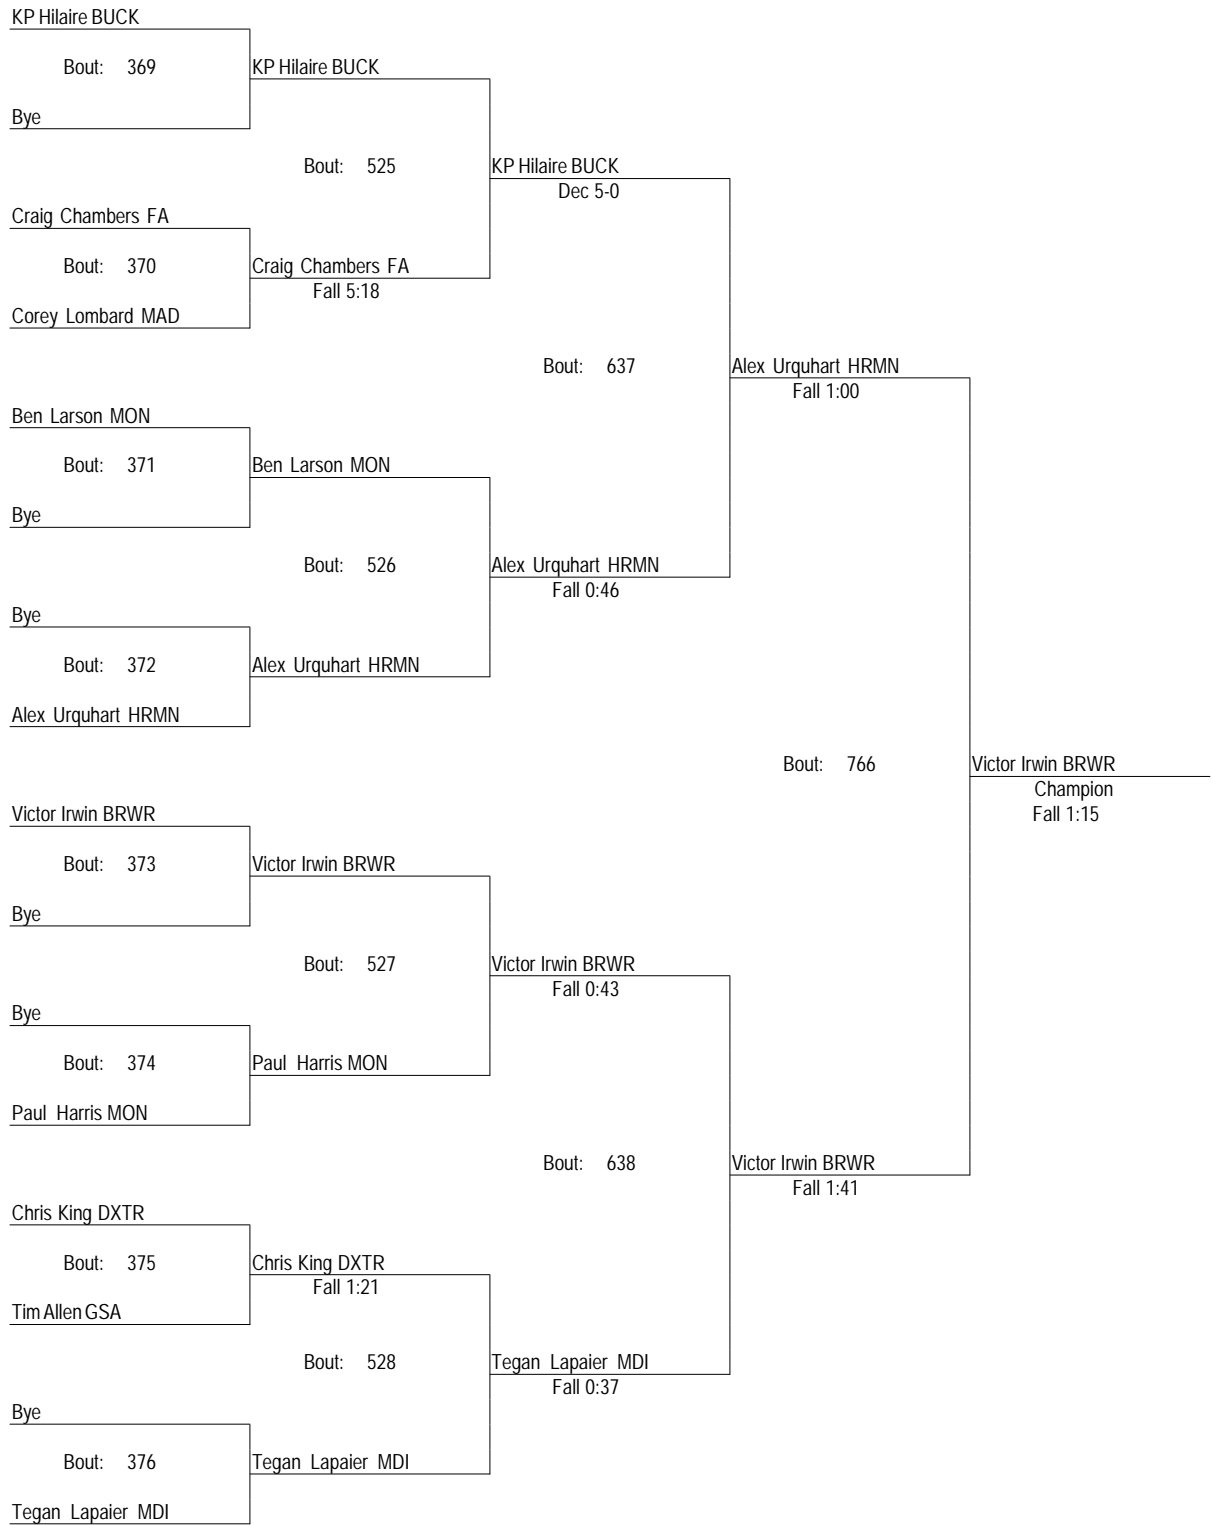 KP Hilaire BUCK
Bout: 369 KP Hilaire BUCK
Bye
Bout: 525 KP Hilaire BUCK
Dec 5-0
Craig Chambers FA
Bout: 370 Craig Chambers FA
Fall 5:18
Corey Lombard MAD
Bout: 637 Alex Urquhart HRMN
Fall 1:00
Ben Larson MON
Bout: 371 Ben Larson MON
Bye
Bout: 526 Alex Urquhart HRMN
Fall 0:46
Bye
Bout: 372 Alex Urquhart HRMN
Alex Urquhart HRMN
Bout: 766 Victor Irwin BRWR
Champion
Victor Irwin BRWR
Fall 1:15
Bout: 373 Victor Irwin BRWR
Bye
Bout: 527 Victor Irwin BRWR
Fall 0:43
Bye
Bout: 374 Paul Harris MON
Paul Harris MON
Bout: 638 Victor Irwin BRWR
Fall 1:41
Chris King DXTR
Bout: 375 Chris King DXTR
Fall 1:21
Tim Allen GSA
Bout: 528 Tegan Lapaier MDI
Fall 0:37
Bye
Bout: 376 Tegan Lapaier MDI
Tegan Lapaier MDI